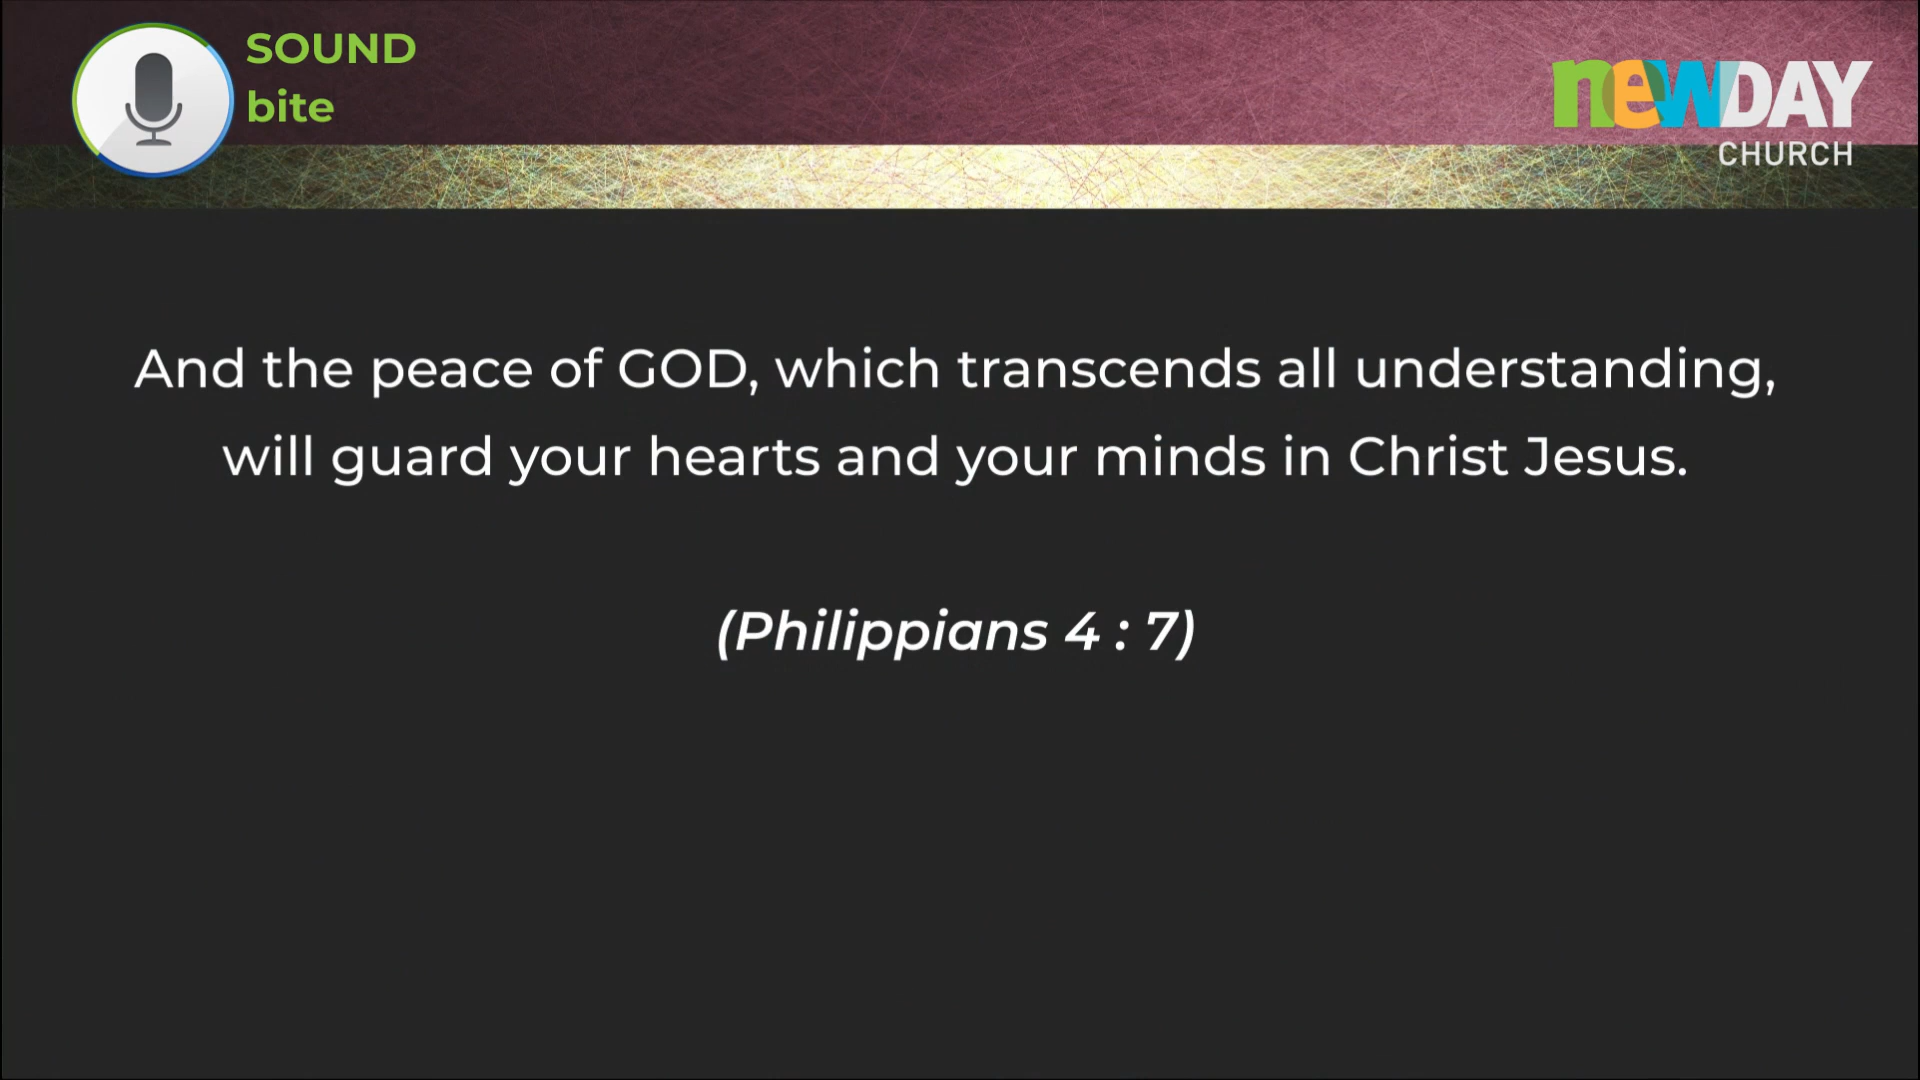 SOUND
bite
newDAY
CHURCH
And the peace of GOD, which transcends all understanding,
will guard your hearts and your minds in Christ Jesus.
(Philippians 4 : 7)